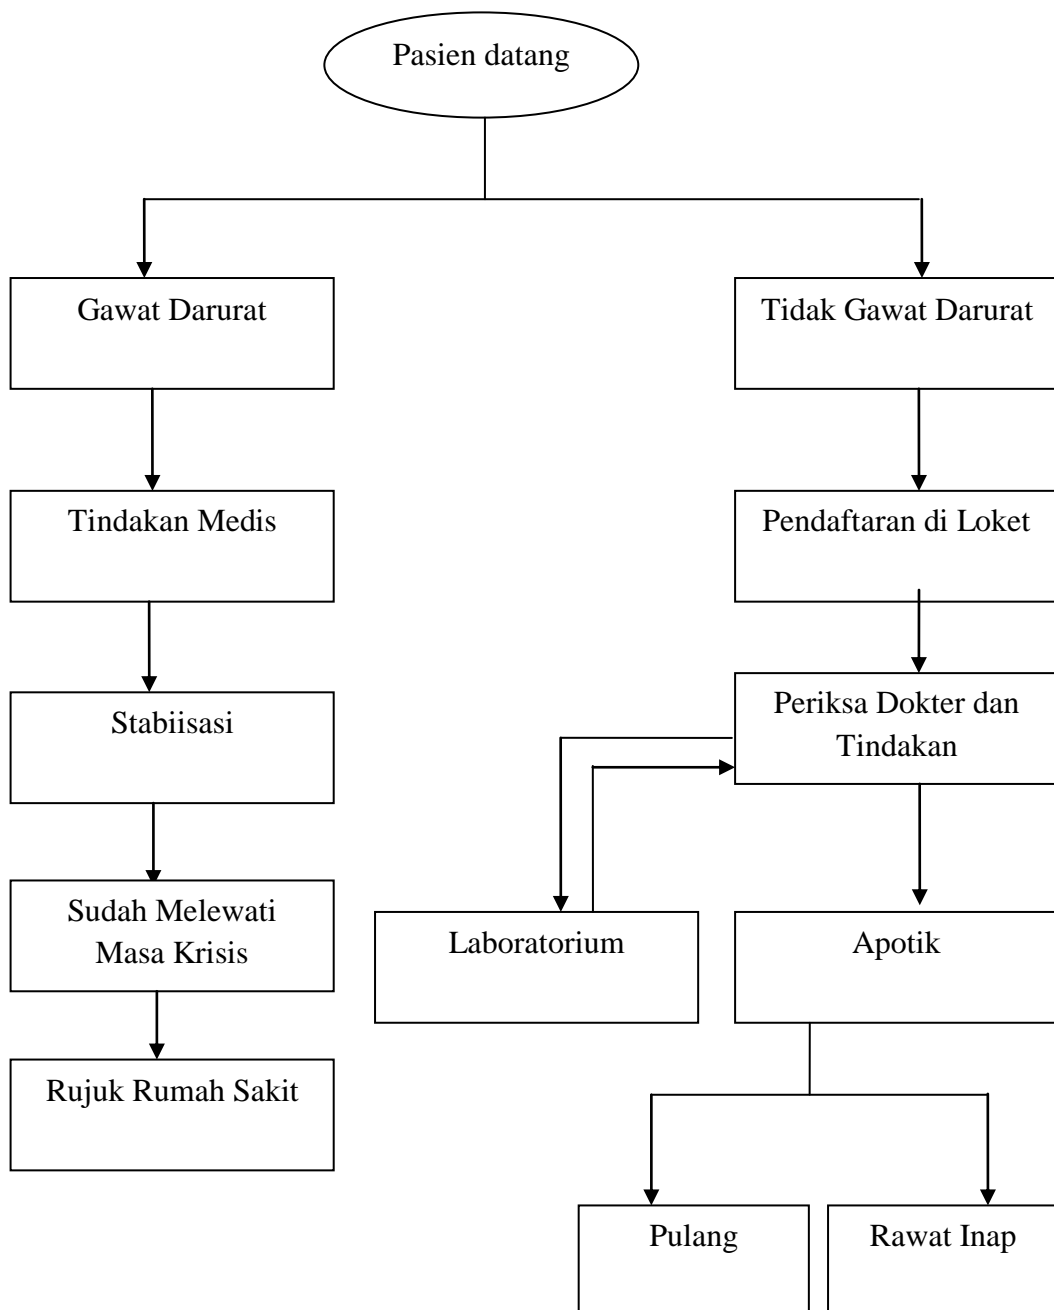 Pasien datang
Gawat Darurat
Tidak Gawat Darurat
Tindakan Medis
Pendaftaran di Loket
Stabiisasi
Periksa Dokter dan
Tindakan
Sudah Melewati
Masa Krisis
Laboratorium
Apotik
Rujuk Rumah Sakit
Pulang
Rawat Inap